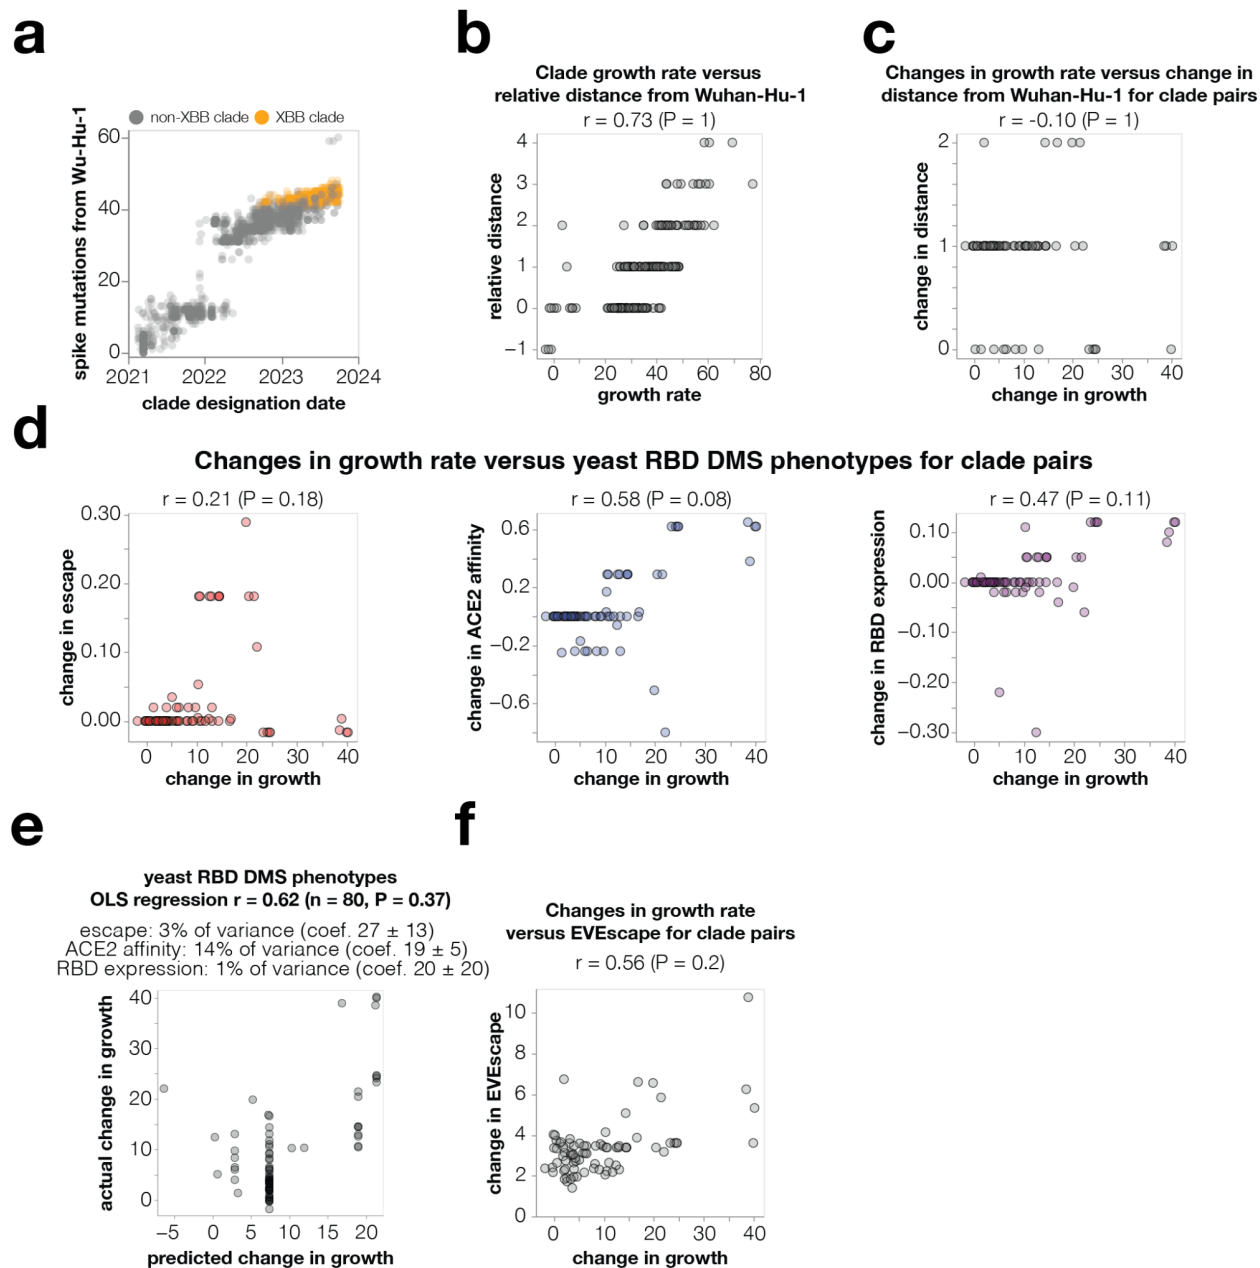 a
non-XBB clade XBB clade
spike mutations from Wu-Hu-1
60
40
20
0
2021 2022 2023 2024
clade designation date
b
Clade growth rate versus
relative distance from Wuhan-Hu-1
r = 0.73 (P = 1)
relative distance
4
3
2
1
0
−1
0 20 40 60 80
growth rate
c
Changes in growth rate versus change in
distance from Wuhan-Hu-1 for clade pairs
r = -0.10 (P = 1)
change in distance
2
1
0
0 10 20 30 40
change in growth
d
Changes in growth rate versus yeast RBD DMS phenotypes for clade pairs
r = 0.21 (P = 0.18)
change in escape
0.30
0.20
0.10
0.00
0 10 20 30 40
change in growth
r = 0.58 (P = 0.08)
change in ACE2 affinity
0.6
0.2
−0.2
−0.6
0 10 20 30 40
change in growth
r = 0.47 (P = 0.11)
change in RBD expression
0.10
0.00
−0.10
−0.20
−0.30
0 10 20 30 40
change in growth
e
yeast RBD DMS phenotypes
OLS regression r = 0.62 (n = 80, P = 0.37)
escape: 3% of variance (coef. 27 ± 13)
ACE2 affinity: 14% of variance (coef. 19 ± 5)
RBD expression: 1% of variance (coef. 20 ± 20)
actual change in growth
40
30
20
10
0
−5 0 5 10 15 20
predicted change in growth
f
Changes in growth rate
versus EVEscape for clade pairs
r = 0.56 (P = 0.2)
change in EVEscape
10
8
6
4
2
0
0 10 20 30 40
change in growth